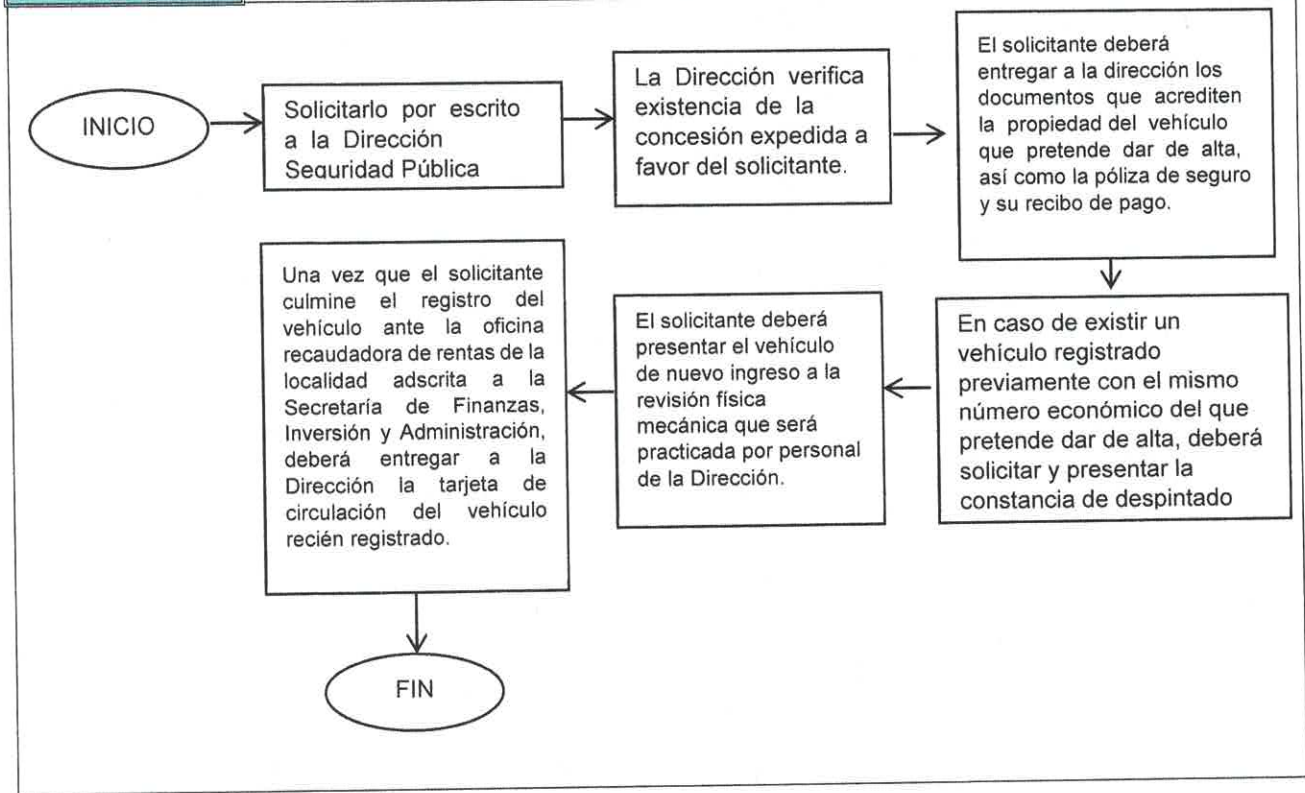 INICIO
Solicitarlo por escrito
a la Dirección
Seguridad Pública
La Dirección verifica
existencia de la
concesión expedida a
favor del solicitante.
El solicitante deberá
entregar a la dirección los
documentos que acrediten
la propiedad del vehículo
que pretende dar de alta,
así como la póliza de seguro
y su recibo de pago.
En caso de existir un
vehículo registrado
previamente con el mismo
número económico del que
pretende dar de alta, deberá
solicitar y presentar la
constancia de despintado
El solicitante deberá
presentar el vehículo
de nuevo ingreso a la
revisión física
mecánica que será
practicada por personal
de la Dirección.
Una vez que el solicitante
culmine el registro del
vehículo ante la oficina
recaudadora de rentas de la
localidad adscrita a la
Secretaría de Finanzas,
Inversión y Administración,
deberá entregar a la
Dirección la tarjeta de
circulación del vehículo
recién registrado.
FIN